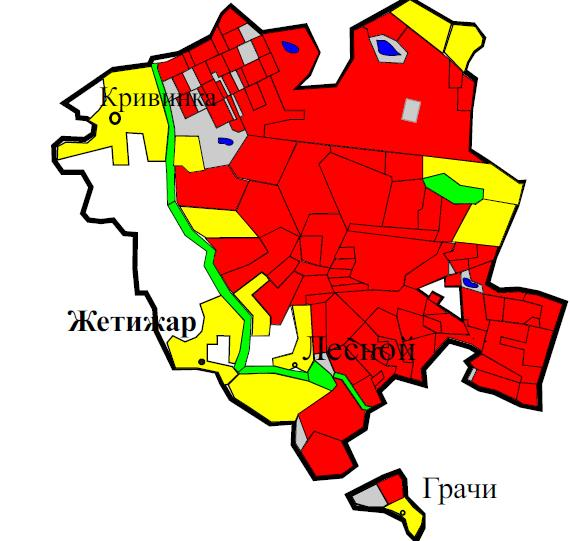 Кривинка
Жетижар
Лесной
Грачи